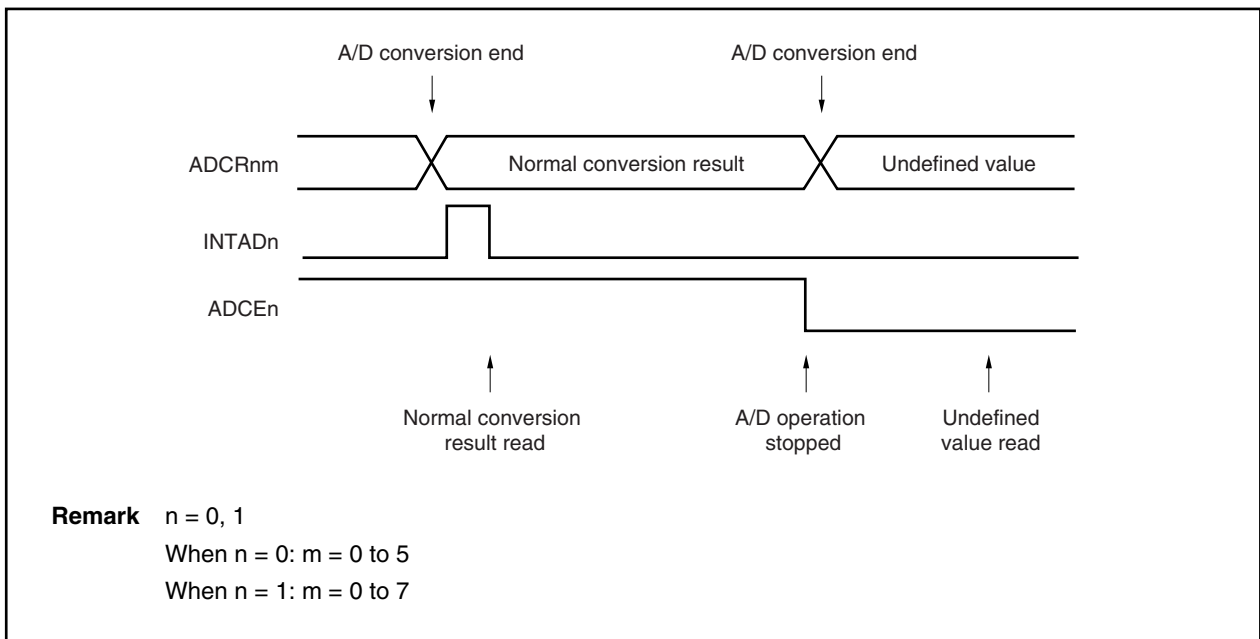 A/D conversion end
A/D conversion end
ADCRnm
Normal conversion result
Undefined value
INTADn
ADCEn
Normal conversion
result read
A/D operation
stopped
Undefined
value read
Remark n = 0, 1
When n = 0: m = 0 to 5
When n = 1: m = 0 to 7